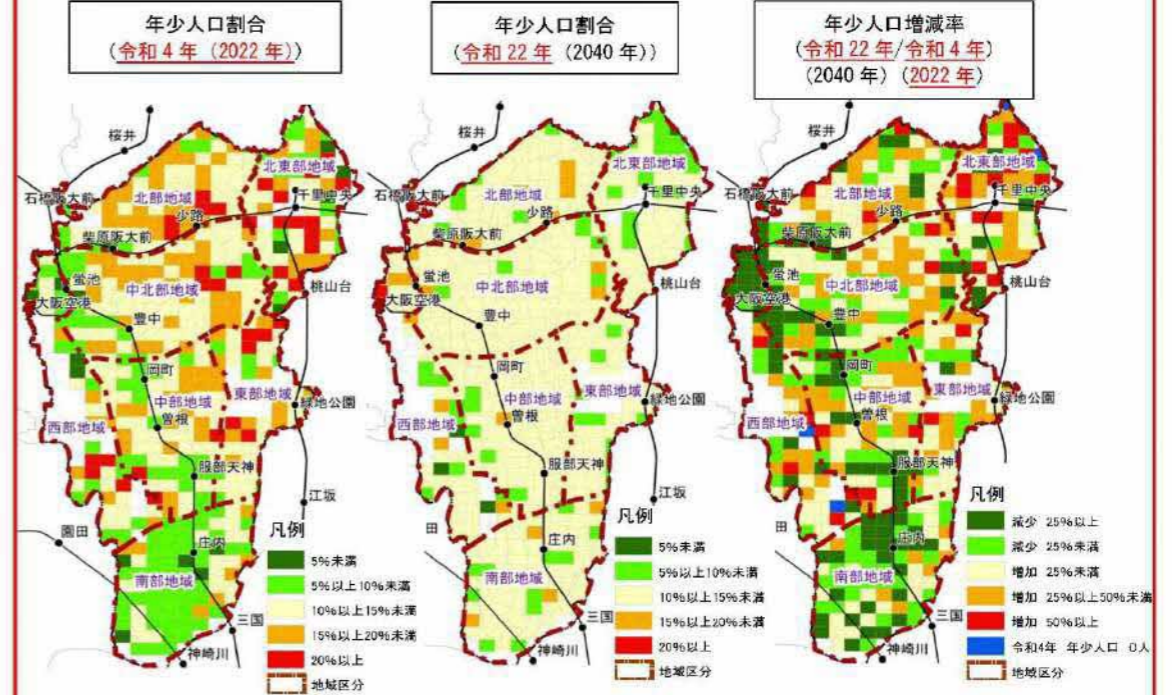 年少人口割合
（令和４年（2022 年））
年少人口割合
（令和 22 年（2040 年））
年少人口増減率
（令和 22 年/令和４年）
（2040 年）（2022 年）
桜井
北東部地域
石橋阪大前
北部地域
千里中央
少路
柴原阪大前
蛍池
中北部地域
桃山台
大阪空港
豊中
岡町
東部地域
中部地域
緑地公園
曽根
西部地域
服部天神
江坂
園田
庄内
南部地域
三国
神崎川
凡例
5%未満
5%以上10%未満
10%以上15%未満
15%以上20%未満
20%以上
地域区分
桜井
北東部地域
石橋阪大前
北部地域
千里中央
少路
柴原阪大前
蛍池
中北部地域
桃山台
大阪空港
豊中
岡町
東部地域
中部地域
緑地公園
曽根
西部地域
服部天神
江坂
田
庄内
南部地域
三国
神崎川
凡例
5%未満
5%以上10%未満
10%以上15%未満
15%以上20%未満
20%以上
地域区分
桜井
北東部地域
石橋阪大前
北部地域
千里中央
少路
柴原阪大前
蛍池
中北部地域
桃山台
大阪空港
豊中
岡町
東部地域
中部地域
緑地公園
曽根
西部地域
服部天神
田
庄内
南部地域
三国
神崎川
凡例
減少 25%以上
減少 25%未満
増加 25%未満
増加 25%以上50%未満
増加 50%以上
令和4年 年少人口 0人
地域区分